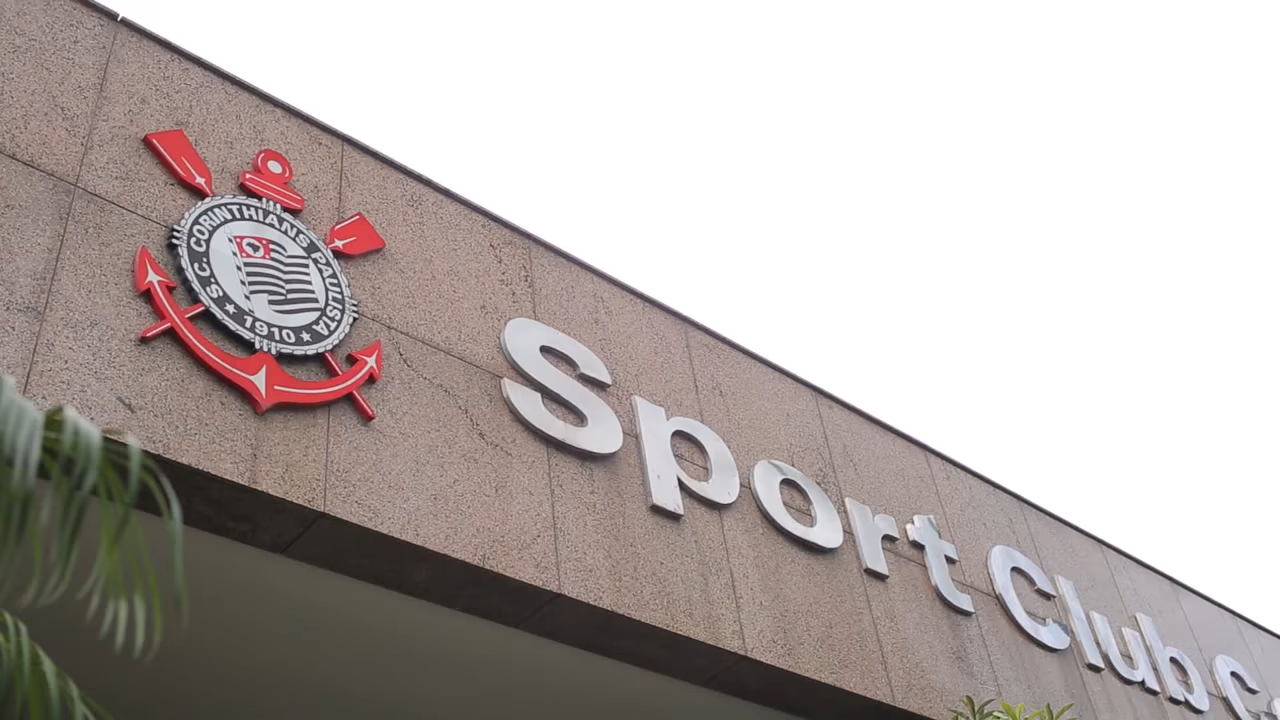 S.C. CORINTHIANS PAULISTA
★ 1910 ★
Sport Club C